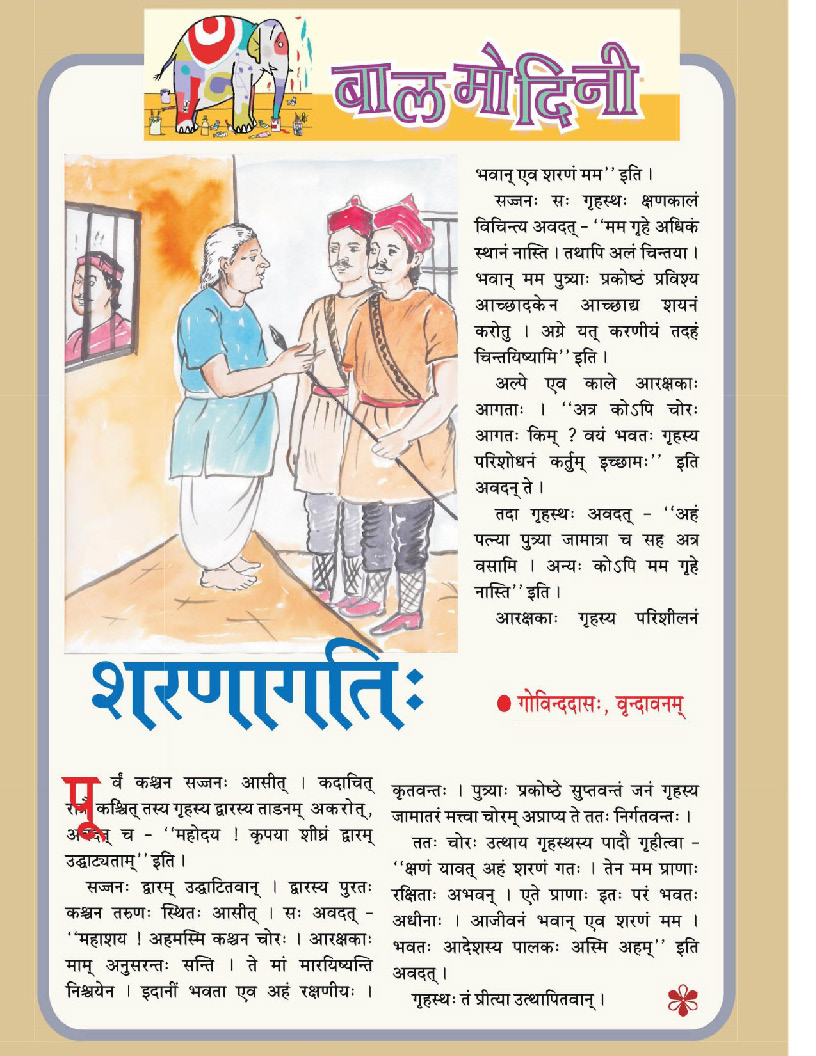 बालमोदिनी
शरणागतिः
● गोविन्ददासः, वृन्दावनम्
पूर्वं कश्चन सज्जनः आसीत् । कदाचित्
रात्रौ कश्चित् तस्य गृहस्य द्वारस्य ताडनम् अकरोत्,
अवदत् च - ‘‘महोदय ! कृपया शीघ्रं द्वारम्
उद्घाट्यताम्’’ इति ।
सज्जनः द्वारम् उद्घाटितवान् । द्वारस्य पुरतः
कश्चन तरुणः स्थितः आसीत् । सः अवदत् -
‘‘महाशय ! अहमस्मि कश्चन चोरः । आरक्षकाः
माम् अनुसरन्तः सन्ति । ते मां मारयिष्यन्ति
निश्चयेन । इदानीं भवता एव अहं रक्षणीयः ।
भवान् एव शरणं मम’’ इति ।
सज्जनः सः गृहस्थः क्षणकालं
विचिन्त्य अवदत् - ‘‘मम गृहे अधिकं
स्थानं नास्ति । तथापि अलं चिन्तया ।
भवान् मम पुत्र्याः प्रकोष्ठं प्रविश्य
आच्छादकेन आच्छाद्य शयनं
करोतु । अग्रे यत् करणीयं तदहं
चिन्तयिष्यामि’’ इति ।
अल्पे एव काले आरक्षकाः
आगताः । ‘‘अत्र कोऽपि चोरः
आगतः किम् ? वयं भवतः गृहस्य
परिशोधनं कर्तुम् इच्छामः’’ इति
अवदन् ते ।
तदा गृहस्थः अवदत् - ‘‘अहं
पत्न्या पुत्र्या जामात्रा च सह अत्र
वसामि । अन्यः कोऽपि मम गृहे
नास्ति’’ इति ।
आरक्षकाः गृहस्य परिशीलनं
कृतवन्तः । पुत्र्याः प्रकोष्ठे सुप्तवन्तं जनं गृहस्य
जामातरं मत्त्वा चोरम् अप्राप्य ते ततः निर्गतवन्तः ।
ततः चोरः उत्थाय गृहस्थस्य पादौ गृहीत्वा -
‘‘क्षणं यावत् अहं शरणं गतः । तेन मम प्राणाः
रक्षिताः अभवन् । एते प्राणाः इतः परं भवतः
अधीनाः । आजीवनं भवान् एव शरणं मम ।
भवतः आदेशस्य पालकः अस्मि अहम्’’ इति
अवदत् ।
गृहस्थः तं प्रीत्या उत्थापितवान् ।